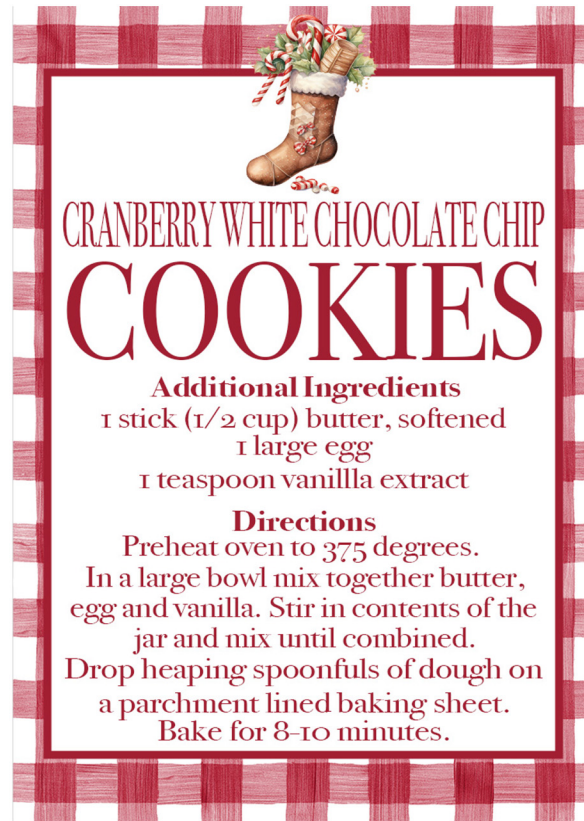 CRANBERRY WHITE CHOCOLATE CHIP
COOKIES
Additional Ingredients
1 stick (1/2 cup) butter, softened
1 large egg
1 teaspoon vanillla extract
Directions
Preheat oven to 375 degrees.
In a large bowl mix together butter,
egg and vanilla. Stir in contents of the
jar and mix until combined.
Drop heaping spoonfuls of dough on
a parchment lined baking sheet.
Bake for 8-10 minutes.